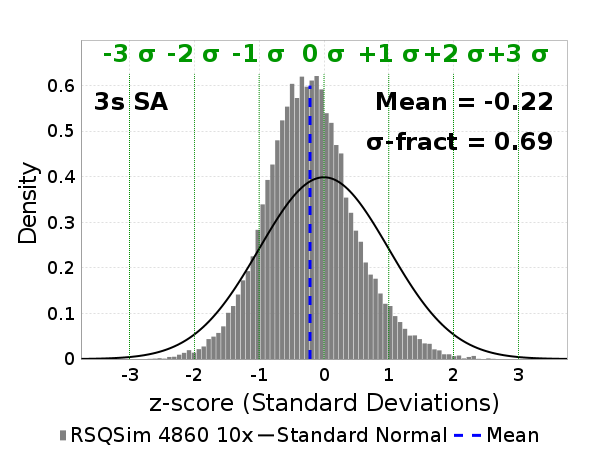 -3 σ -2 σ -1 σ 0 σ +1 σ +2 σ +3 σ
3s SA
Mean = -0.22
σ-fract = 0.69
Density
0.6
0.5
0.4
0.3
0.2
0.1
0
-3 -2 -1 0 1 2 3
z-score (Standard Deviations)
RSQSim 4860 10x Standard Normal Mean